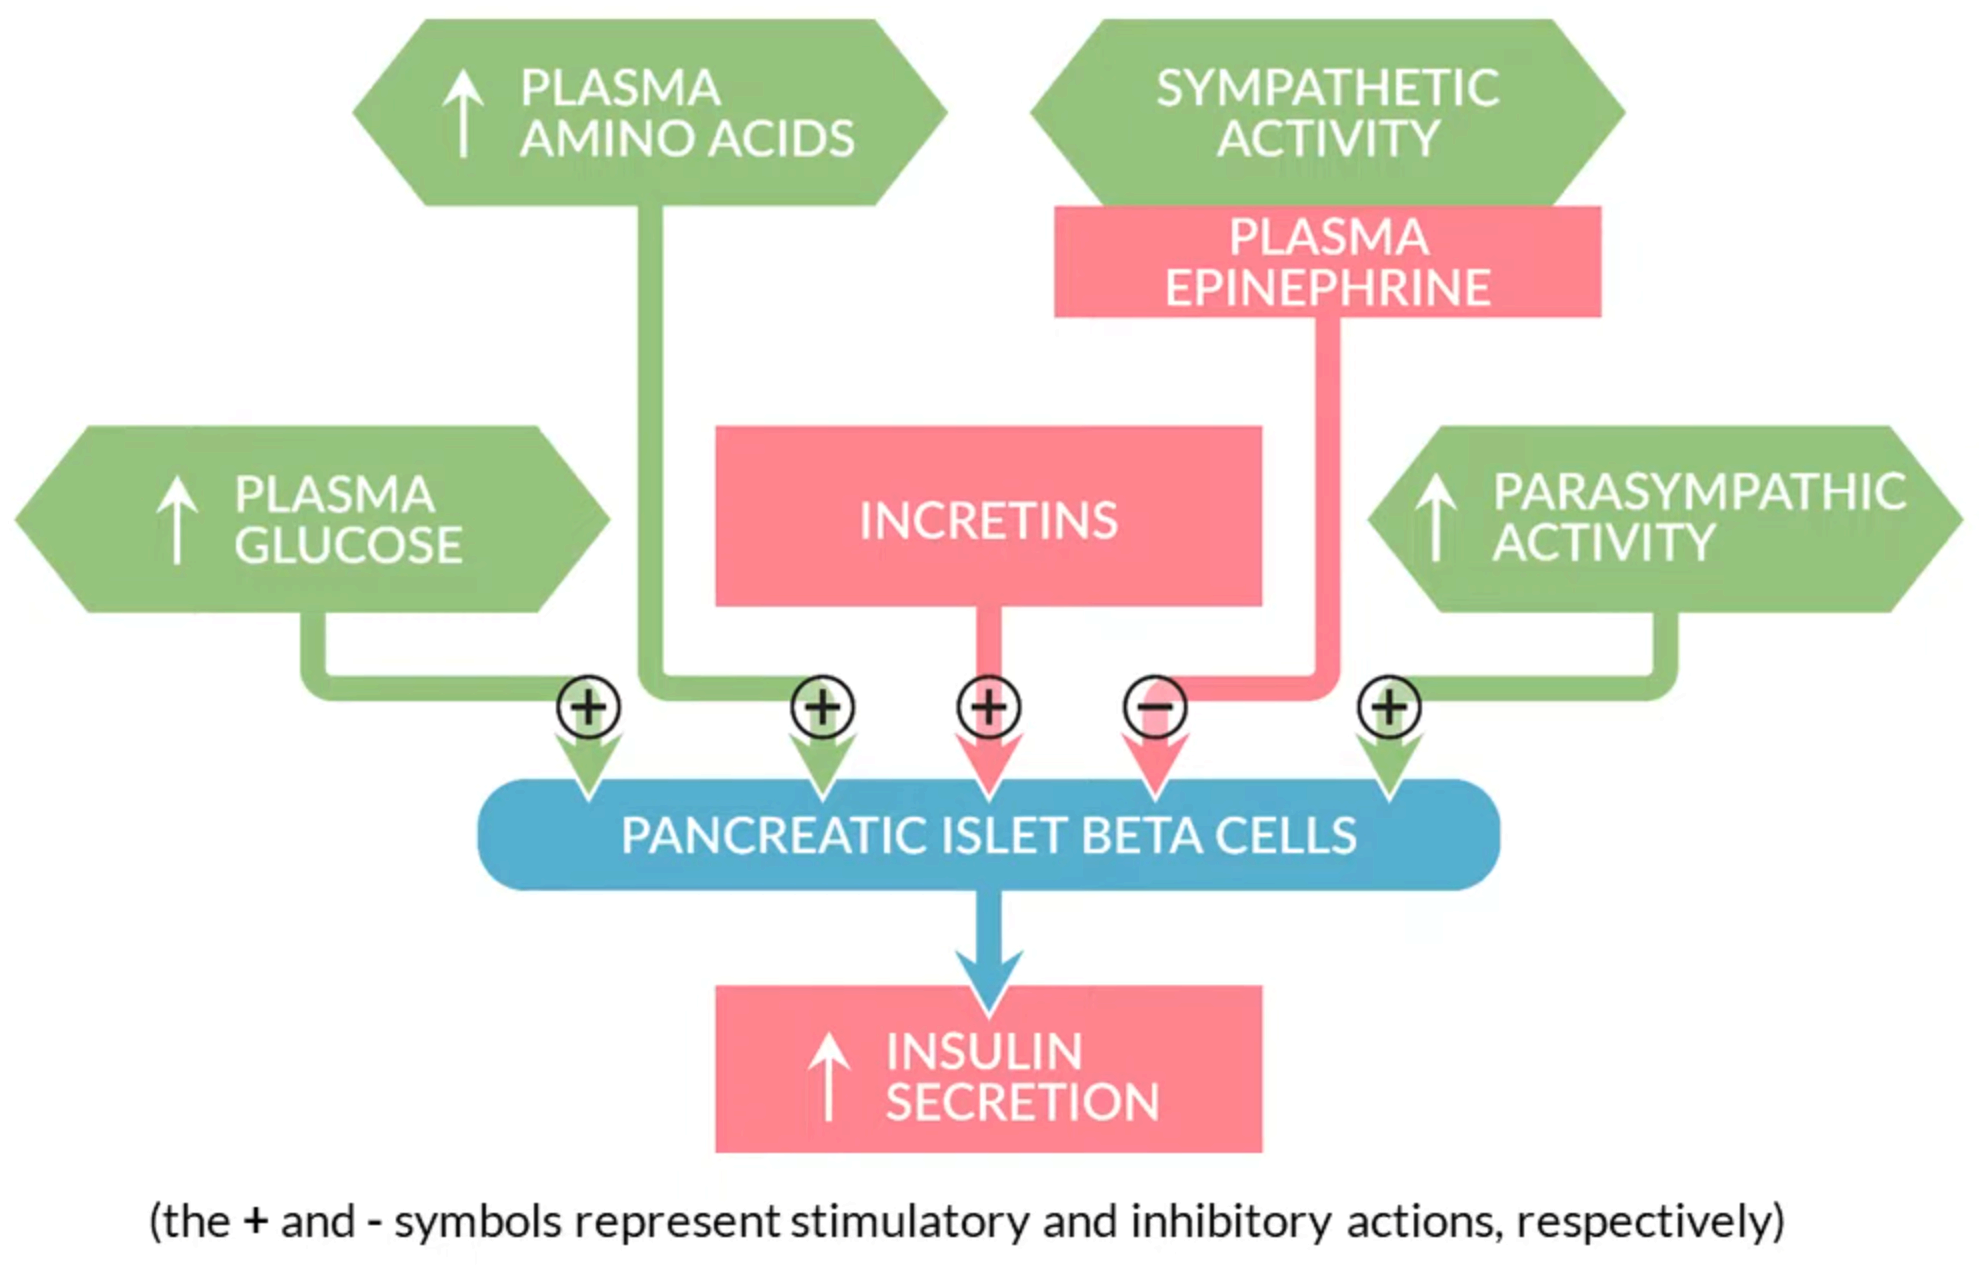 PLASMA
AMINO ACIDS
SYMPATHETIC
ACTIVITY
PLASMA
EPINEPHRINE
PLASMA
GLUCOSE
INCRETINS
PARASYMPATHIC
ACTIVITY
+
+
+
−
+
PANCREATIC ISLET BETA CELLS
INSULIN
SECRETION
(the + and - symbols represent stimulatory and inhibitory actions, respectively)